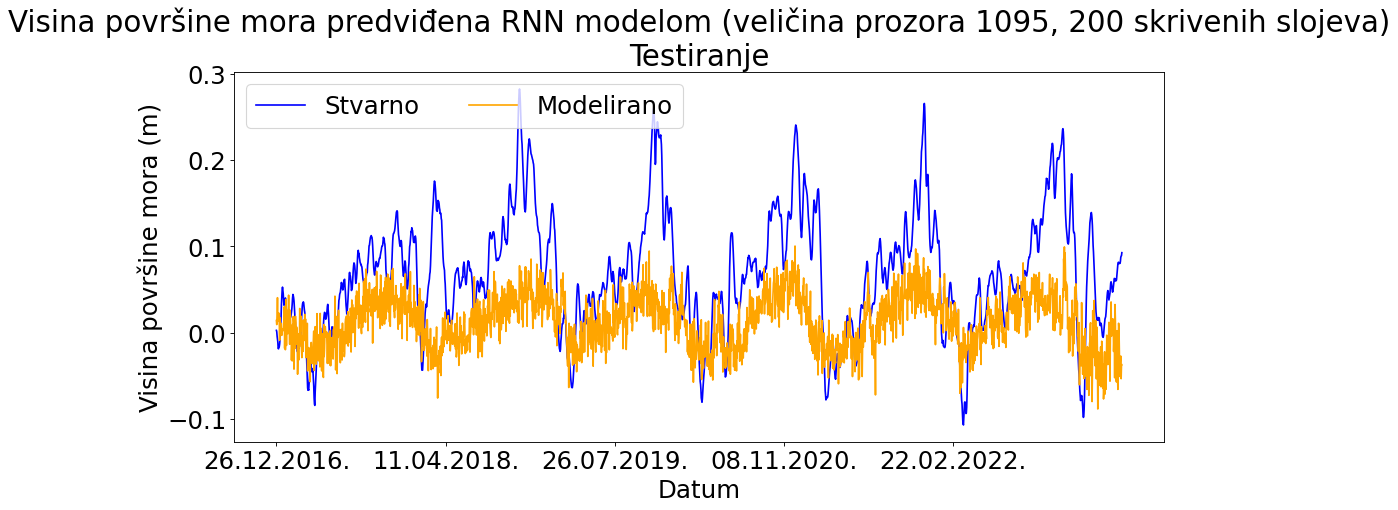 Visina površine mora predviđena RNN modelom (veličina prozora 1095, 200 skrivenih slojeva)
Testiranje
Stvarno
Modelirano
Visina površine mora (m)
0.3
0.2
0.1
0.0
−0.1
26.12.2016.
11.04.2018.
26.07.2019.
08.11.2020.
22.02.2022.
Datum